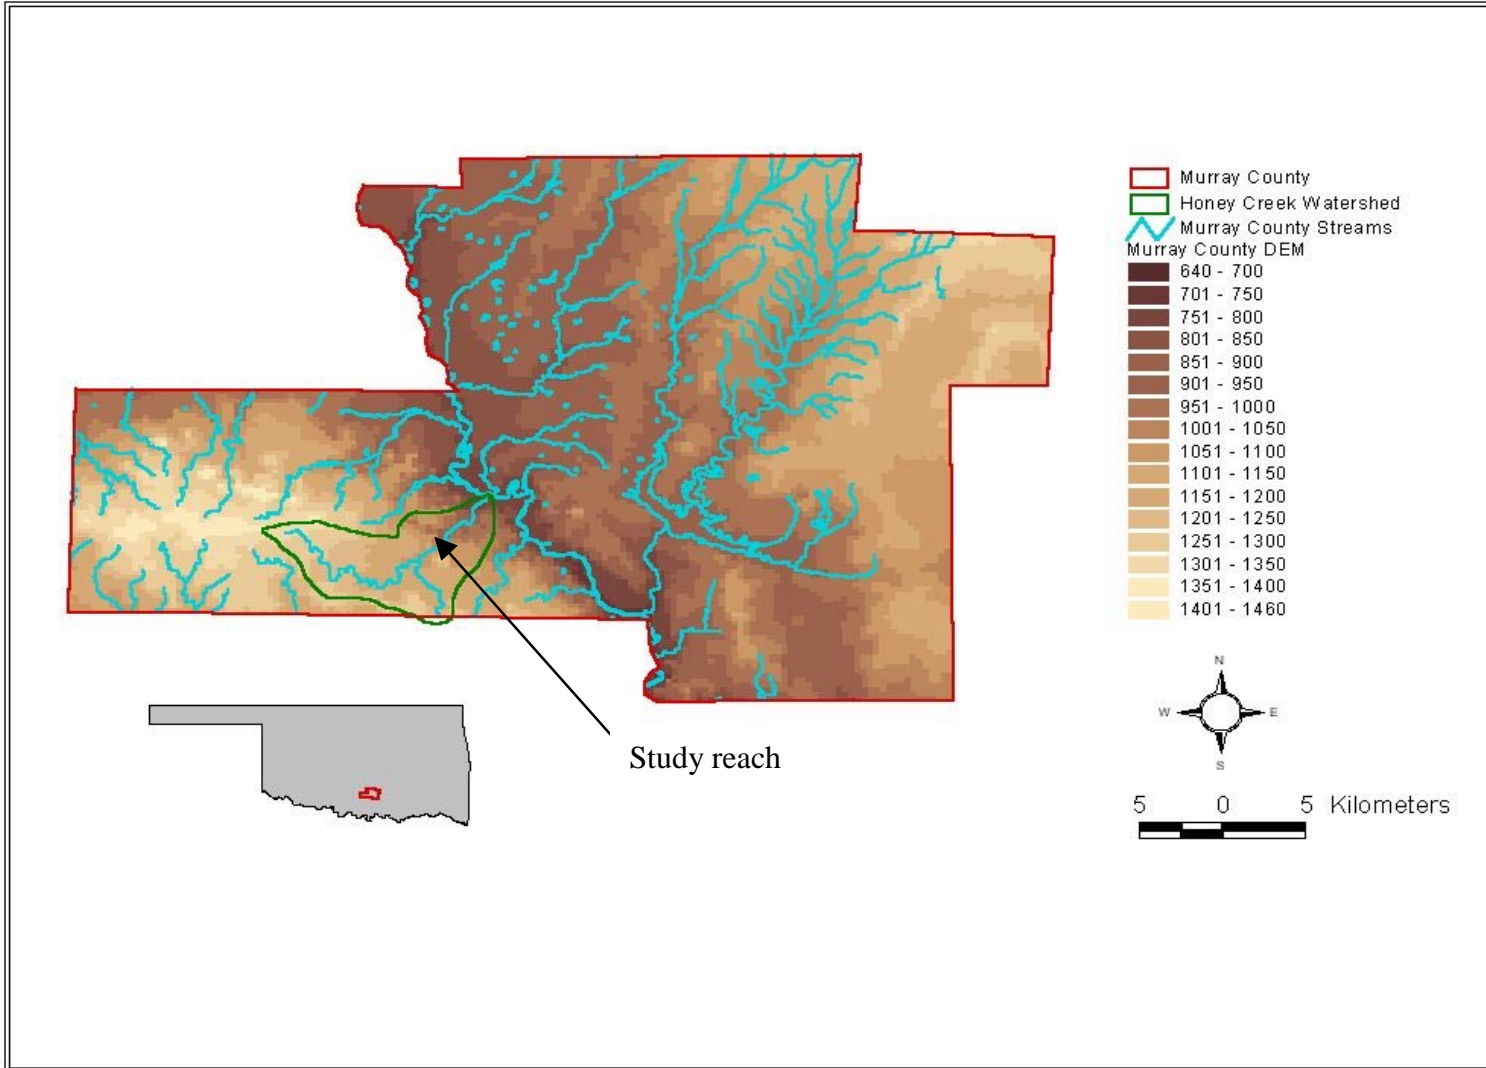 Murray County
Honey Creek Watershed
Murray County Streams
Murray County DEM
640 - 700
701 - 750
751 - 800
801 - 850
851 - 900
901 - 950
951 - 1000
1001 - 1050
1051 - 1100
1101 - 1150
1151 - 1200
1201 - 1250
1251 - 1300
1301 - 1350
1351 - 1400
1401 - 1460
N
W E
S
Study reach
5 0 5 Kilometers